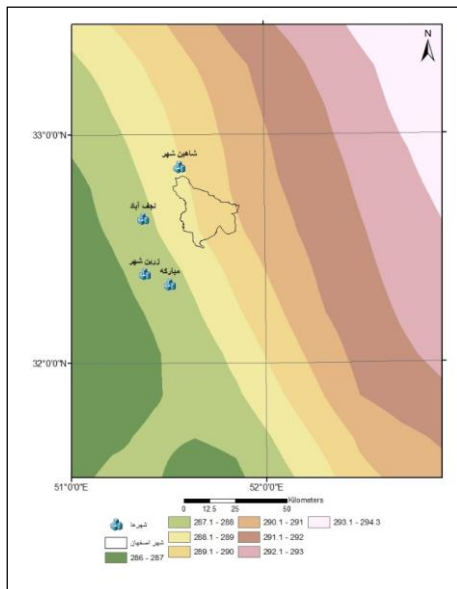 N
33°0'0"N
شاهین شهر
نجف آباد
زرین شهر
مبارکه
32°0'0"N
51°0'0"E
52°0'0"E
Kilometers
0 12.5 25 50
شهرها
شهر اصفهان
286 - 287
287.1 - 288
288.1 - 289
289.1 - 290
290.1 - 291
291.1 - 292
292.1 - 293
293.1 - 294.3